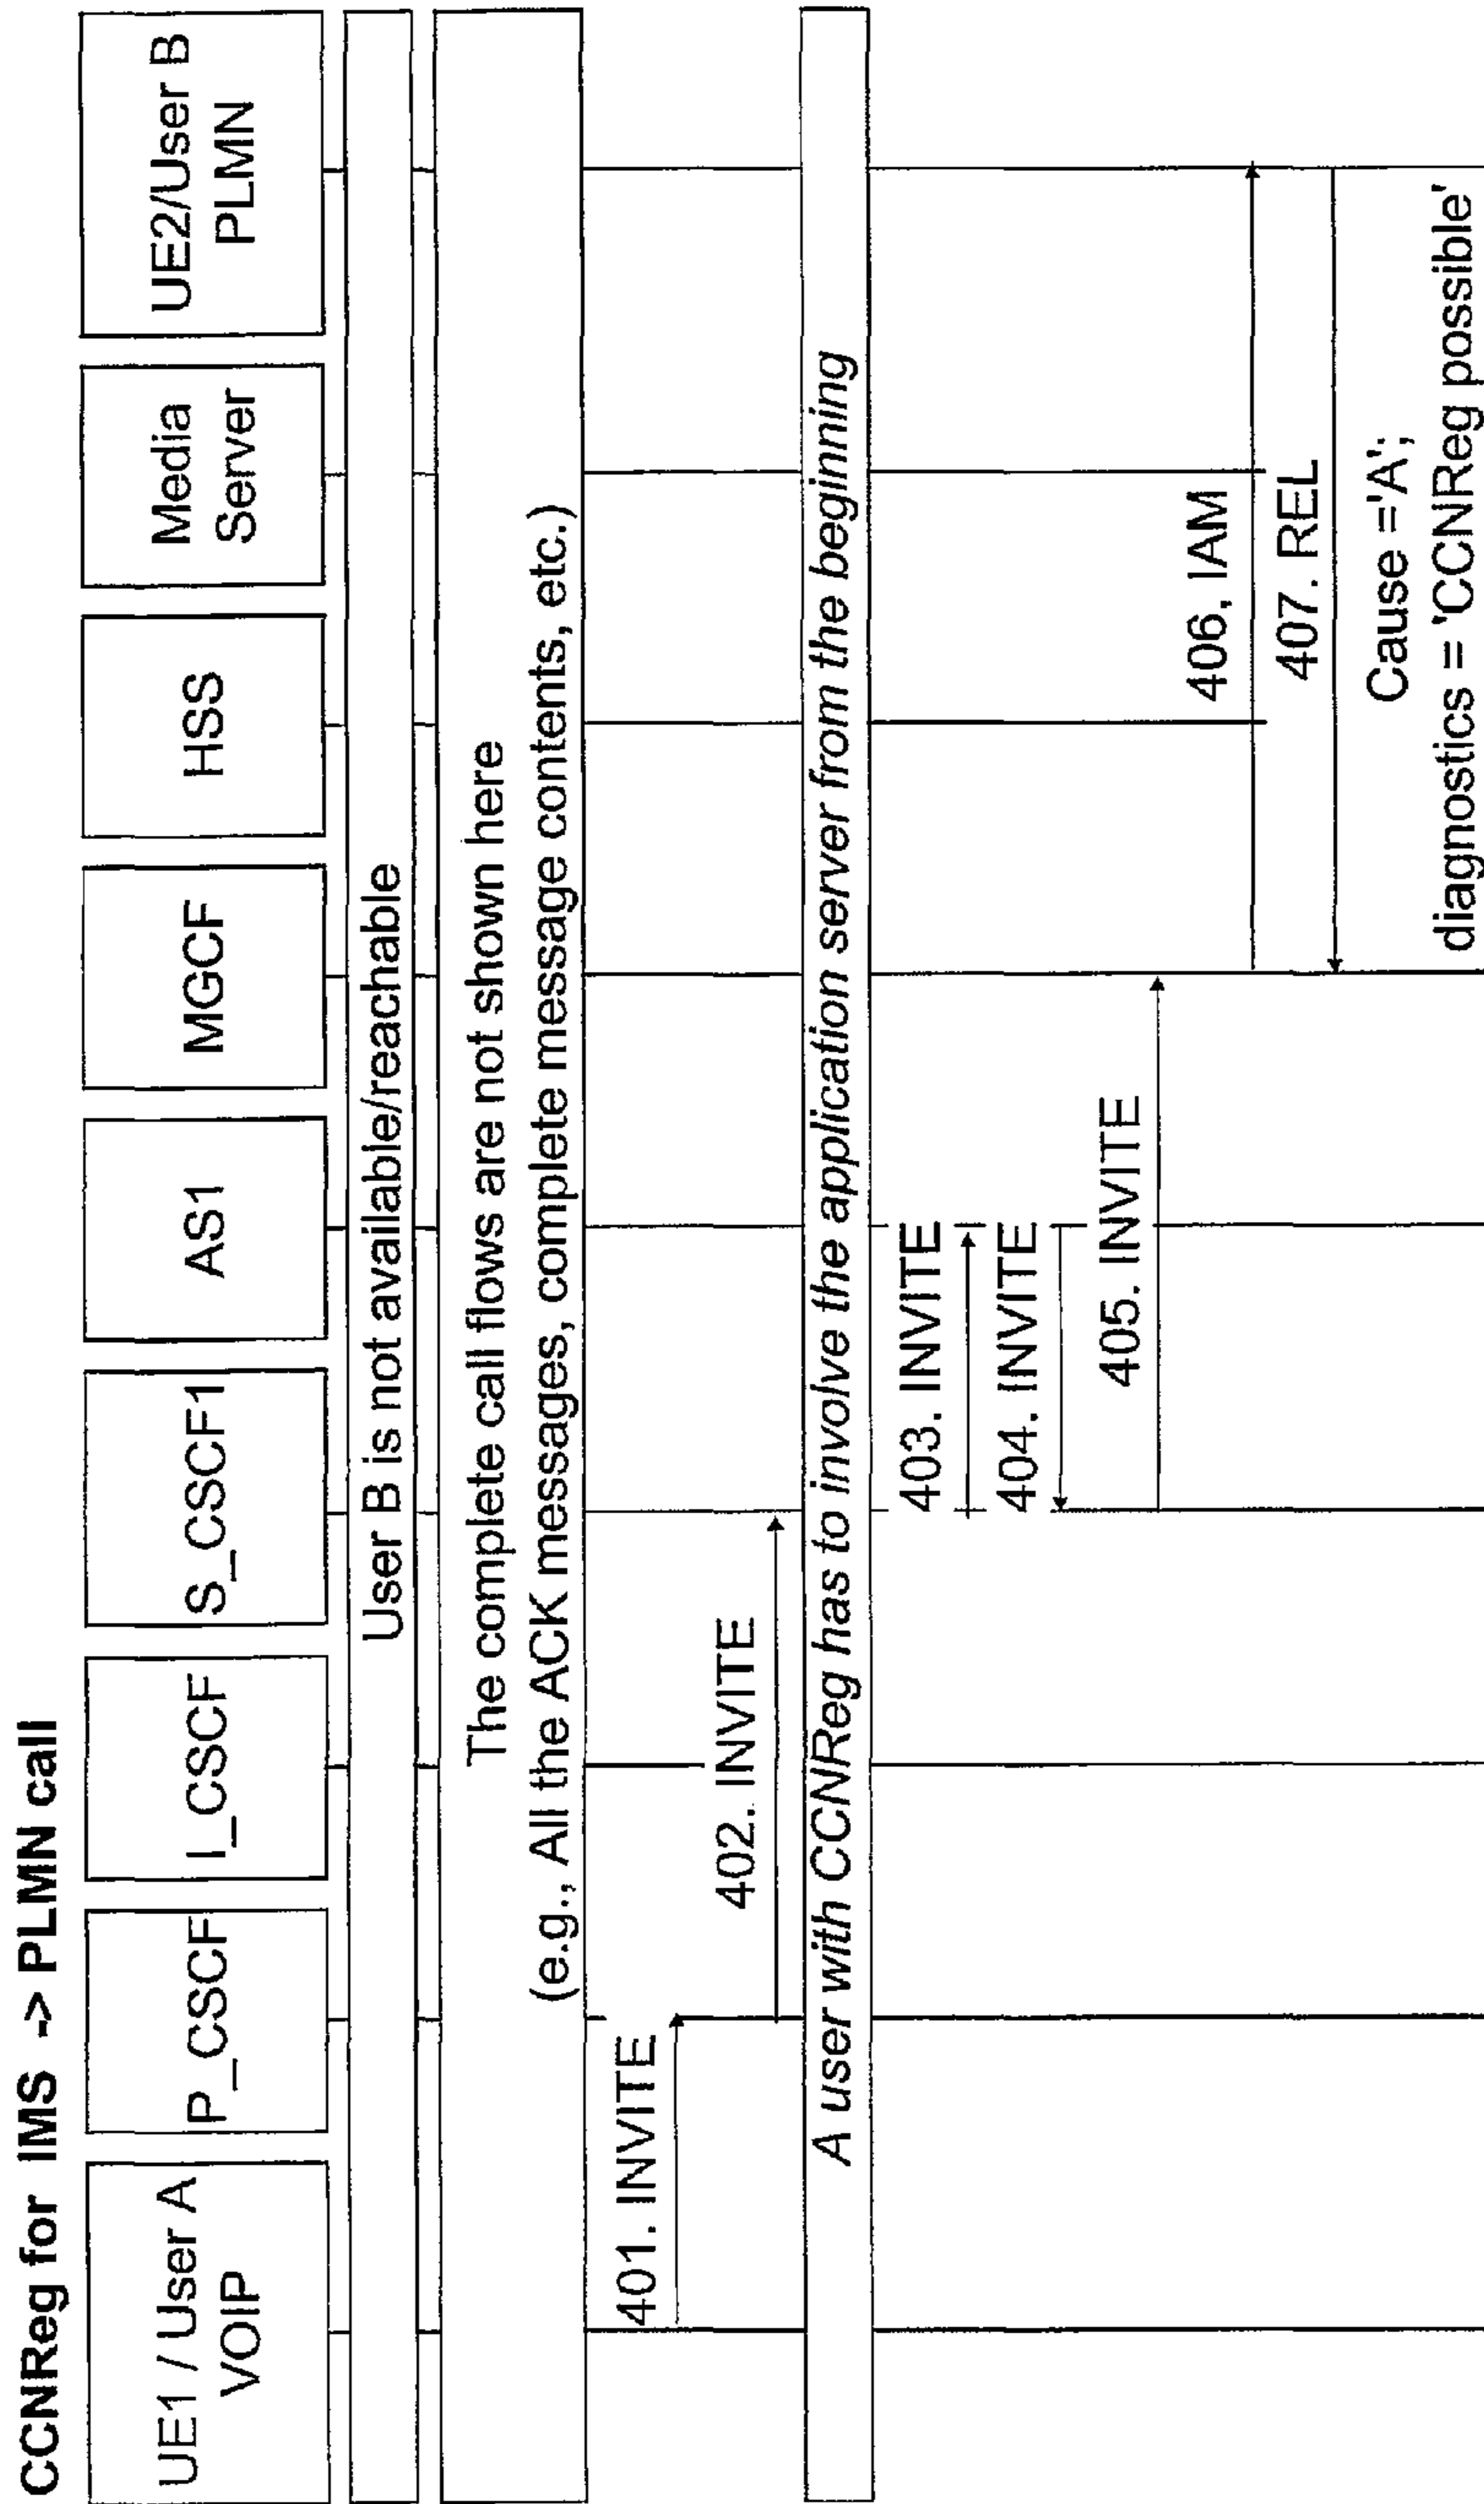 CCNReg for IMS -> PLMN call
UE1 / User A
VOIP
P_CSCF
I_CSCF
S_CSCF1
AS1
MGCF
HSS
Media
Server
UE2/User B
PLMN
User B is not available/reachable
The complete call flows are not shown here
(e.g., All the ACK messages, complete message contents, etc.)
401. INVITE
402. INVITE
A user with CCNReg has to involve the application server from the beginning
403. INVITE
404. INVITE
405. INVITE
406, IAM
407. REL
Cause ='A';
diagnostics = 'CCNReg possible'